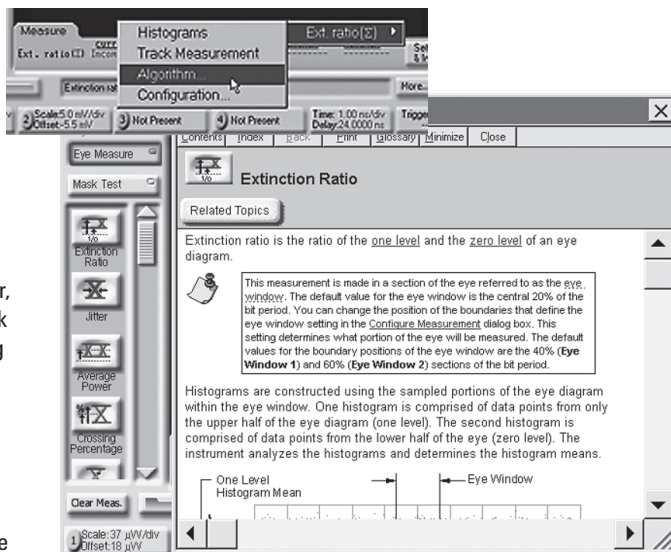 Measure
Ext. ratio(Σ) Incom
curr
Histograms
Track Measurement
Algorithm...
Configuration...
Ext. ratio(Σ)
More...
Extinction
2) Scale:5.0 mV/div
Offset:-5.5 mV
3) Not Present
4) Not Present
Time: 1.00 ns/div
Delay:24.0000 ns
Contents Index Back Print Glossary Minimize Close
Eye Measure
Mask Test
Extinction
Ratio
Jitter
Average
Power
Crossing
Percentage
Clear Meas.
1) Scale:37 µW/div
Offset:18 µW
1/0
Extinction Ratio
Related Topics
Extinction ratio is the ratio of the one level and the zero level of an eye
diagram.
This measurement is made in a section of the eye referred to as the eye
window. The default value for the eye window is the central 20% of the
bit period. You can change the position of the boundaries that define the
eye window setting in the Configure Measurement dialog box. This
setting determines what portion of the eye will be measured. The default
values for the boundary positions of the eye window are the 40% (Eye
Window 1) and 60% (Eye Window 2) sections of the bit period.
Histograms are constructed using the sampled portions of the eye diagram
within the eye window. One histogram is comprised of data points from only
the upper half of the eye diagram (one level). The second histogram is
comprised of data points from the lower half of the eye (zero level). The
instrument analyzes the histograms and determines the histogram means.
One Level
Histogram Mean
Eye Window